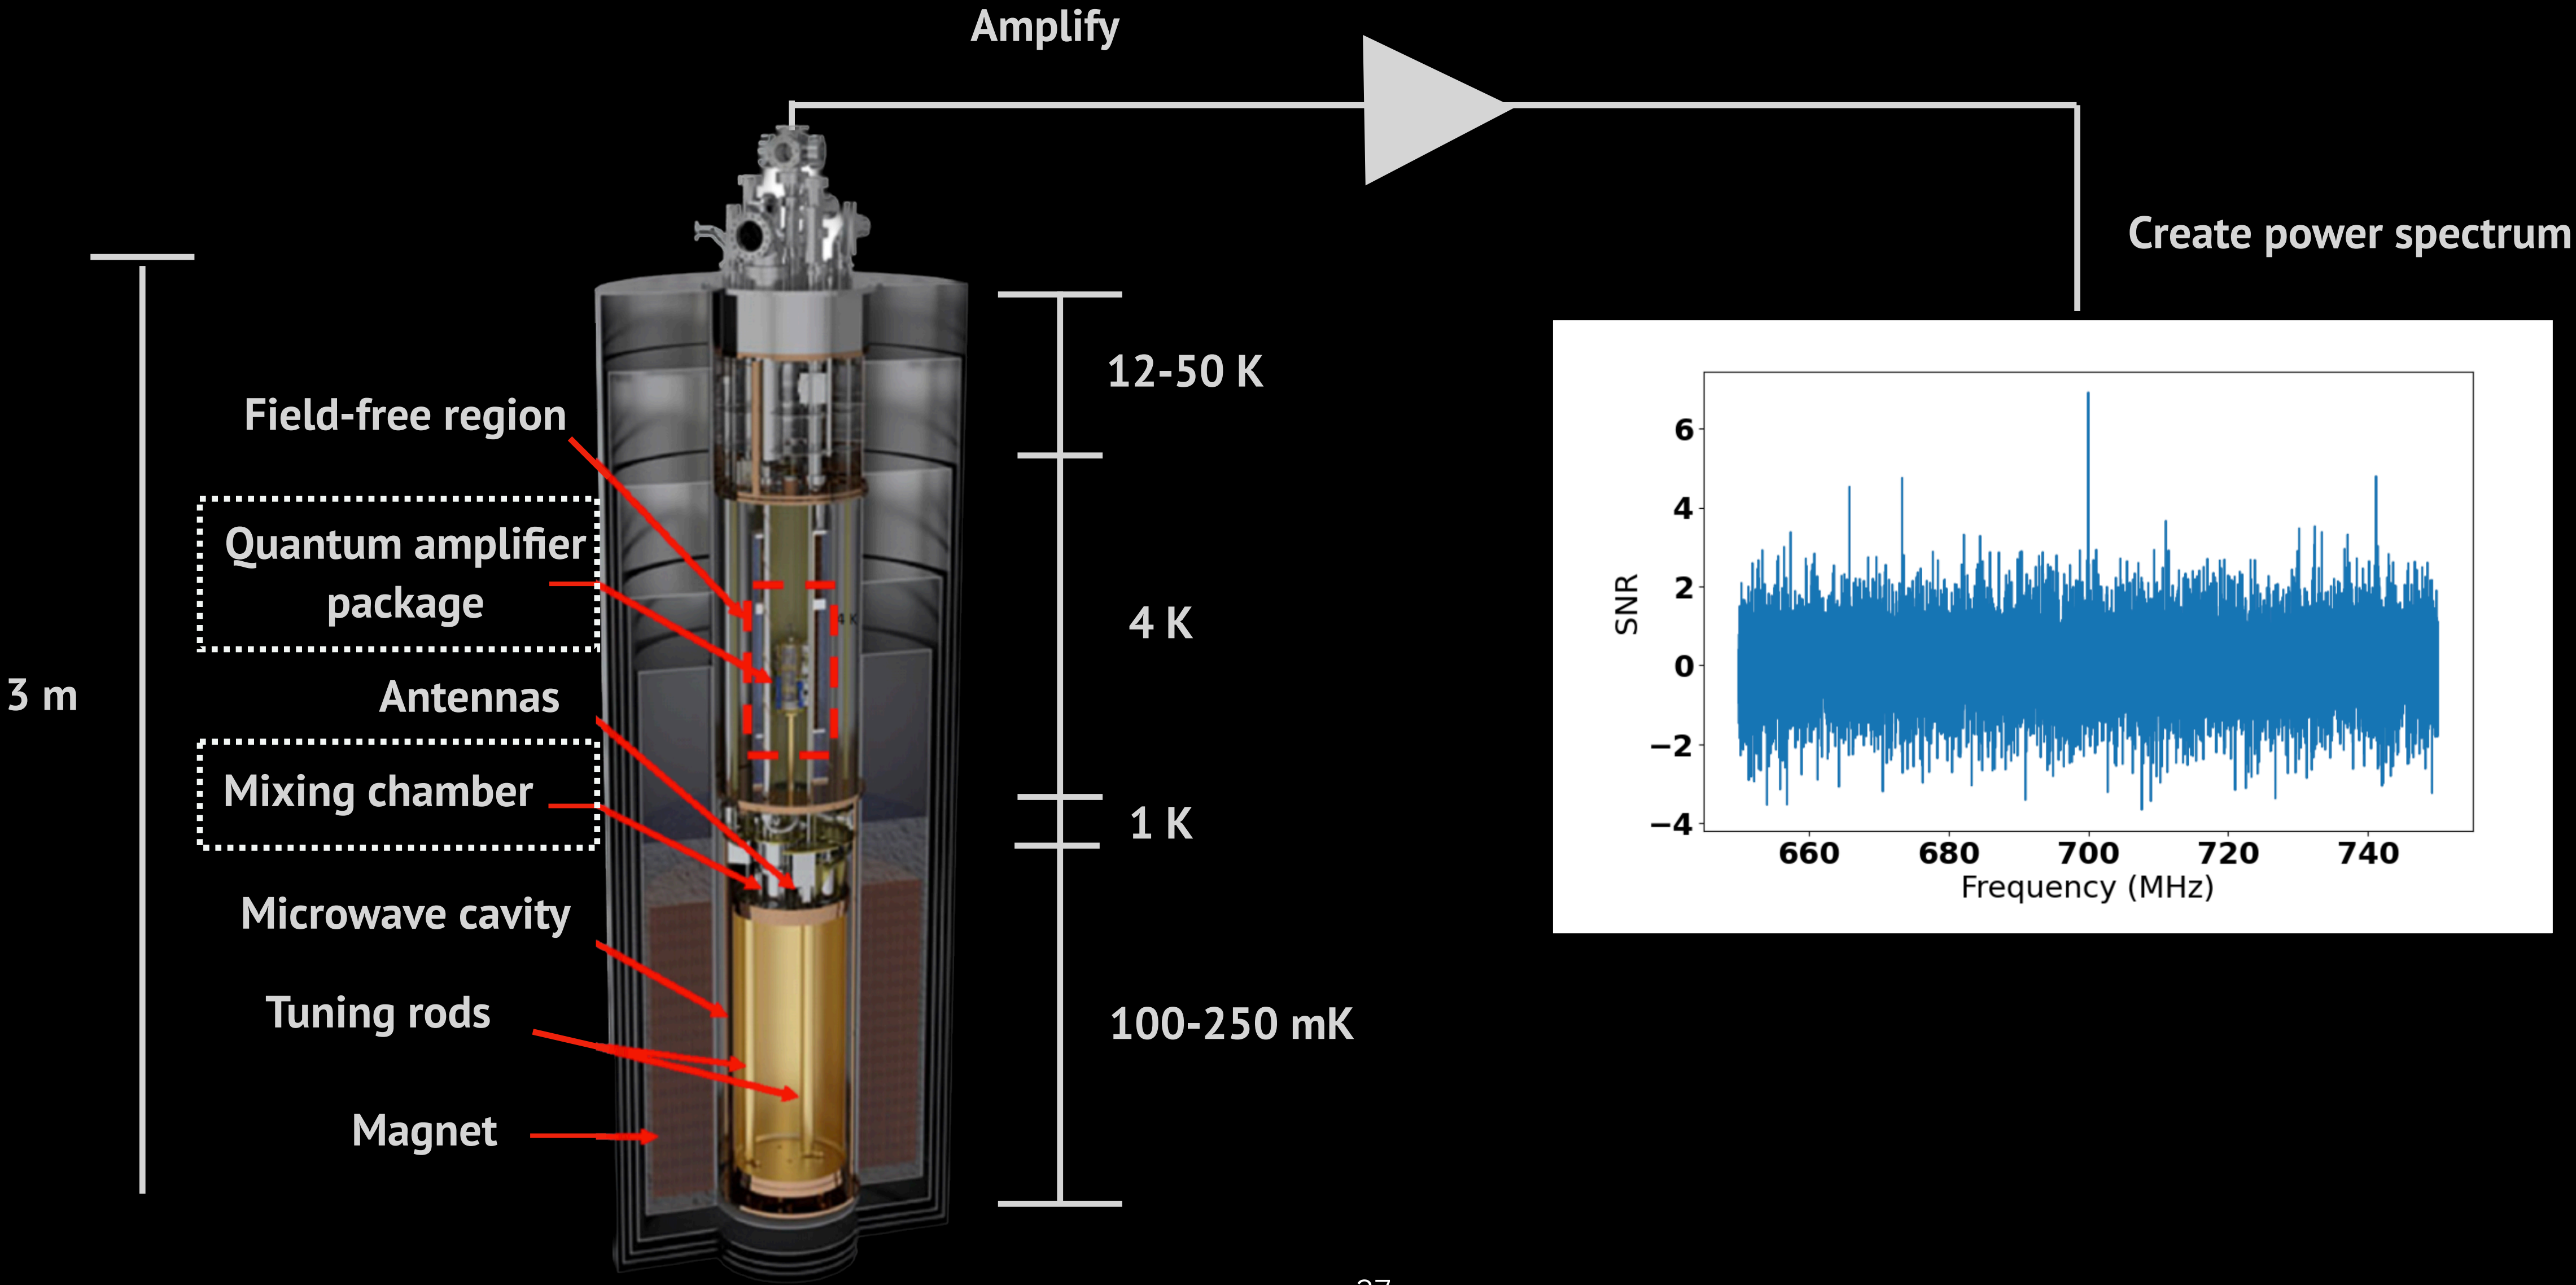 Amplify
Create power spectrum
3 m
Field-free region
Quantum amplifier
package
Antennas
Mixing chamber
Microwave cavity
Tuning rods
Magnet
12-50 K
4 K
4 K
1 K
100-250 mK
SNR
6
4
2
0
−2
−4
660
680
700
720
740
Frequency (MHz)